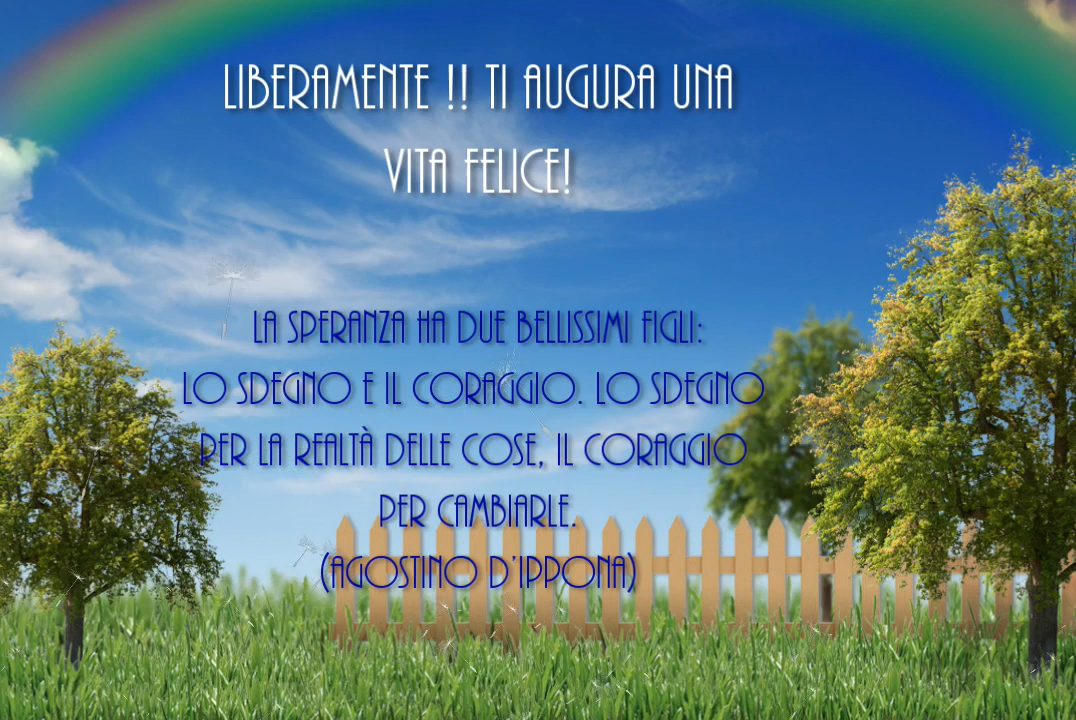 LIBERAMENTE !! TI AUGURA UNA
VITA FELICE!
LA SPERANZA HA DUE BELLISSIMI FIGLI:
LO SDEGNO E IL CORAGGIO. LO SDEGNO
PER LA REALTÀ DELLE COSE, IL CORAGGIO
PER CAMBIARLE.
(AGOSTINO D'IPPONA)